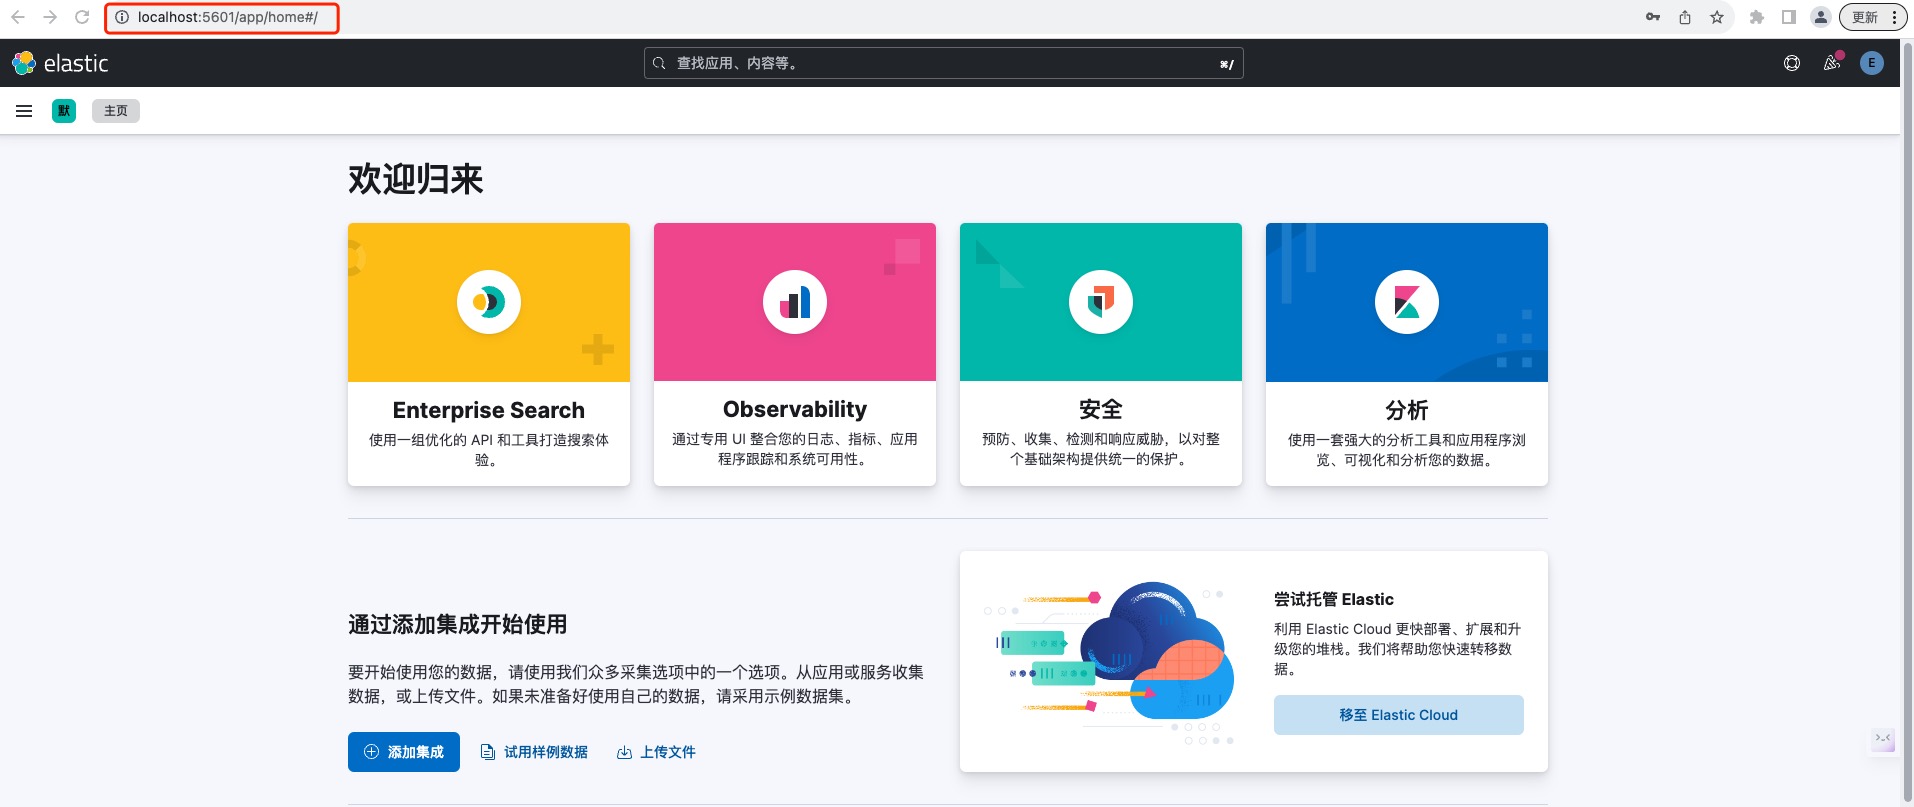 localhost:5601/app/home#/
更新
elastic
查找应用、内容等。
⌘/
E
默
主页
欢迎归来
Enterprise Search
使用一组优化的 API 和工具打造搜索体
验。
Observability
通过专用 UI 整合您的日志、指标、应用
程序跟踪和系统可用性。
安全
预防、收集、检测和响应威胁，以对整
个基础架构提供统一的保护。
分析
使用一套强大的分析工具和应用程序浏
览、可视化和分析您的数据。
通过添加集成开始使用
要开始使用您的数据，请使用我们众多采集选项中的一个选项。从应用或服务收集
数据，或上传文件。如果未准备好使用自己的数据，请采用示例数据集。
添加集成
试用样例数据
上传文件
尝试托管 Elastic
利用 Elastic Cloud 更快部署、扩展和升
级您的堆栈。我们将帮助您快速转移数
据。
移至 Elastic Cloud